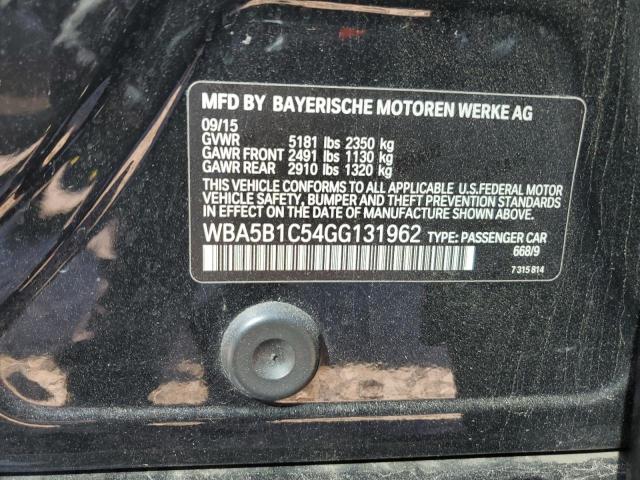 MFD BY BAYERISCHE MOTOREN WERKE AG
09/15
GVWR 5181 lbs 2350 kg
GAWR FRONT 2491 lbs 1130 kg
GAWR REAR 2910 lbs 1320 kg
THIS VEHICLE CONFORMS TO ALL APPLICABLE U.S.FEDERAL MOTOR
VEHICLE SAFETY, BUMPER AND THEFT PREVENTION STANDARDS
IN EFFECT ON THE DATE OF MANUFACTURE SHOWN ABOVE.
WBA5B1C54GG131962 TYPE: PASSENGER CAR
668/9
7 315 814